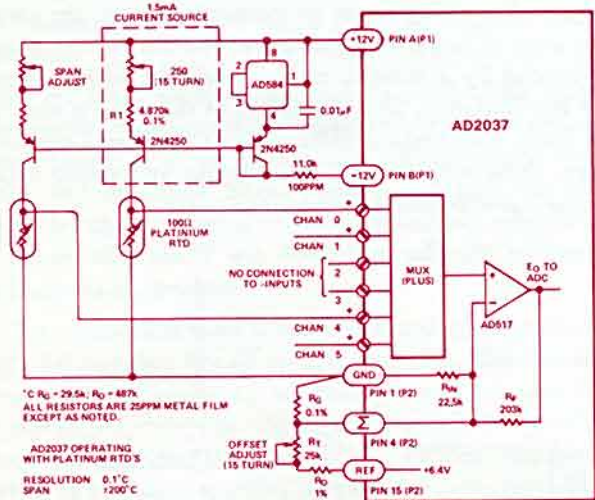 1.5mA
CURRENT SOURCE
+12V
PIN A(P1)
SPAN
ADJUST
250
(15 TURN)
2
8
AD584
1
3
4
R1
4.870k
0.1%
0.01µF
AD2037
2N4250
2N4250
11.0k
100PPM
-12V
PIN B(P1)
100Ω
PLATINIUM
RTD
+
CHAN 0
+
CHAN 1
NO CONNECTION
TO -INPUTS
2
3
+
CHAN 4
+
CHAN 5
MUX
(PLUS)
+
-
AD517
EO TO
ADC
GND
PIN 1 (P2)
RIN
22.5k
RF
203k
°C RG = 29.5k; RO = 487k
ALL RESISTORS ARE 25PPM METAL FILM
EXCEPT AS NOTED.
RG
0.1%
Σ
PIN 4 (P2)
OFFSET
ADJUST
(15 TURN)
RT
25k
RO
1%
REF
+6.4V
PIN 15 (P2)
AD2037 OPERATING
WITH PLATINUM RTD'S
RESOLUTION 0.1°C
SPAN ±200°C